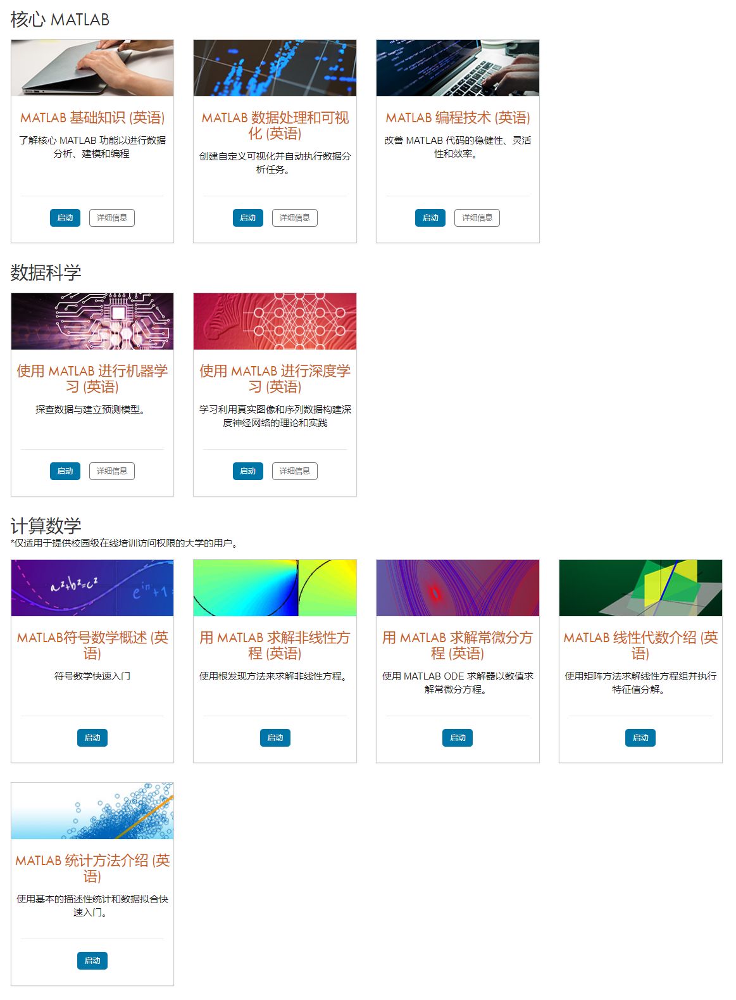 核心 MATLAB
MATLAB 基础知识 (英语)
了解核心 MATLAB 功能以进行数据
分析、建模和编程
启动 详细信息
MATLAB 数据处理和可视
化 (英语)
创建自定义可视化并自动执行数据分
析任务。
启动 详细信息
MATLAB 编程技术 (英语)
改善 MATLAB 代码的稳健性、灵活
性和效率。
启动 详细信息
数据科学
使用 MATLAB 进行机器学
习 (英语)
探查数据与建立预测模型。
启动 详细信息
使用 MATLAB 进行深度学
习 (英语)
学习利用真实图像和序列数据构建深
度神经网络的理论和实践
启动 详细信息
计算数学
*仅适用于提供校园级在线培训访问权限的大学的用户。
a²+b²=c²
e^iπ+1=
MATLAB符号数学概述 (英
语)
符号数学快速入门
启动
用 MATLAB 求解非线性方
程 (英语)
使用根发现方法来求解非线性方程。
启动
用 MATLAB 求解常微分方
程 (英语)
使用 MATLAB ODE 求解器以数值求
解常微分方程。
启动
MATLAB 线性代数介绍 (英
语)
使用矩阵方法求解线性方程组并执行
特征值分解。
启动
MATLAB 统计方法介绍 (英
语)
使用基本的描述性统计和数据拟合快
速入门。
启动